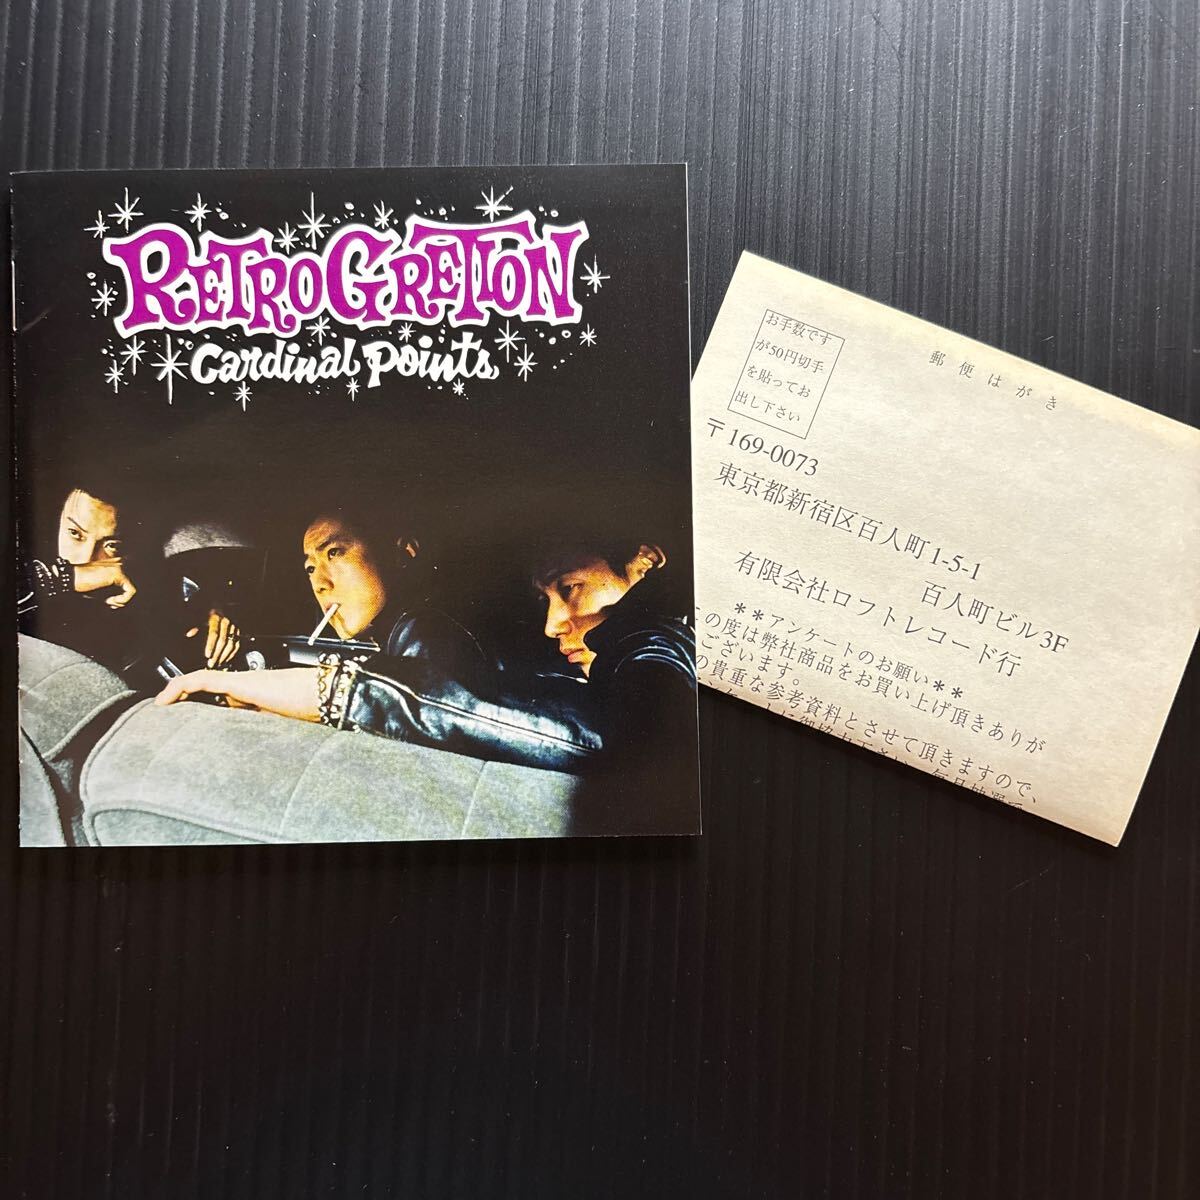 RETROGRETION
Cardinal Points
お手数です
が50円切手
を貼ってお
出し下さい
郵便はがき
〒169-0073
東京都新宿区百人町1-5-1
百人町ビル3F
有限会社ロフトレコード行
**アンケートのお願い**
の度は弊社商品をお買い上げ頂きありが
ございます。
の貴重な参考資料とさせて頂きますので、